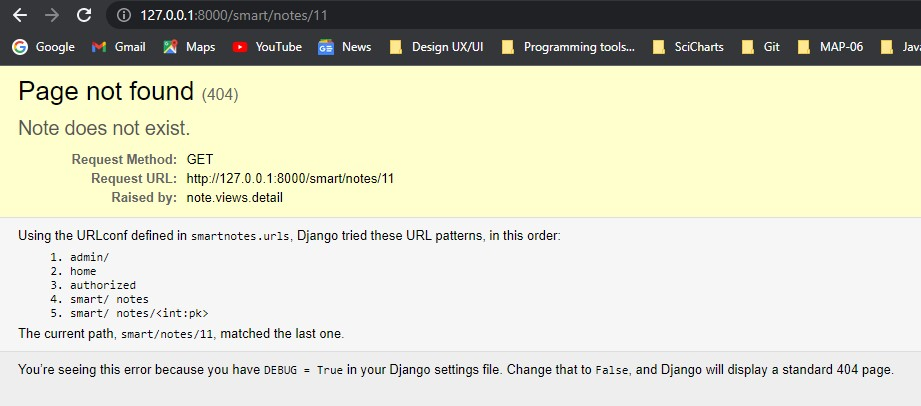 127.0.0.1:8000/smart/notes/11
Google Gmail Maps YouTube GE News Design UX/UI Programming tools... SciCharts Git MAP-06 Java
Page not found (404)
Note does not exist.
Request Method: GET
Request URL: http://127.0.0.1:8000/smart/notes/11
Raised by: note.views.detail
Using the URLconf defined in smartnotes.urls, Django tried these URL patterns, in this order:
1. admin/
2. home
3. authorized
4. smart/ notes
5. smart/ notes/<int:pk>
The current path, smart/notes/11, matched the last one.
You're seeing this error because you have DEBUG = True in your Django settings file. Change that to False, and Django will display a standard 404 page.